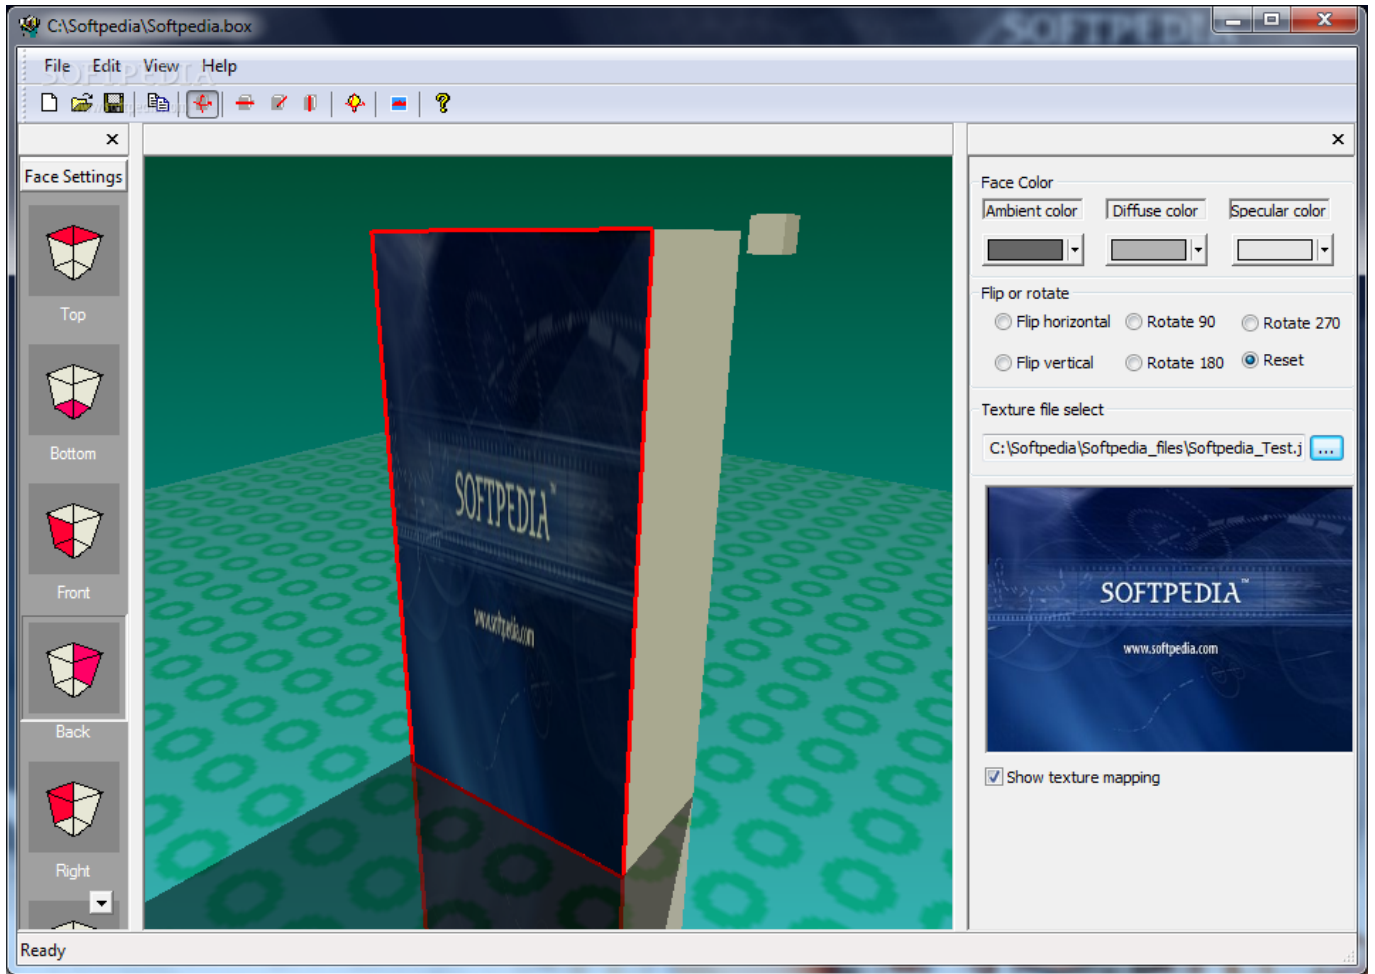 C:\Softpedia\Softpedia.box
SOFTPEDIA
File Edit View Help
SOFTPEDIA
Face Settings
Top
Bottom
Front
Back
Right
SOFTPEDIA™
www.softpedia.com
Face Color
Ambient color Diffuse color Specular color
Flip or rotate
Flip horizontal Rotate 90 Rotate 270
Flip vertical Rotate 180 Reset
Texture file select
C:\Softpedia\Softpedia_files\Softpedia_Test.j ...
SOFTPEDIA™
www.softpedia.com
Show texture mapping
Ready